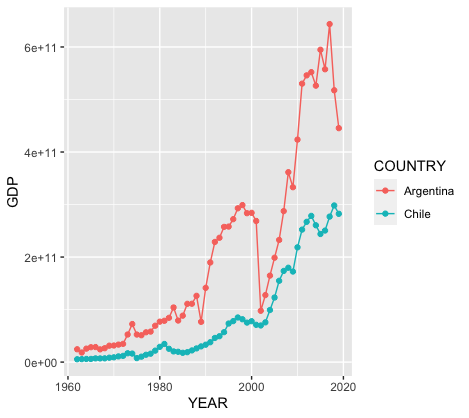 GDP
6e+11
4e+11
2e+11
0e+00
1960
1980
2000
2020
YEAR
COUNTRY
Argentina
Chile